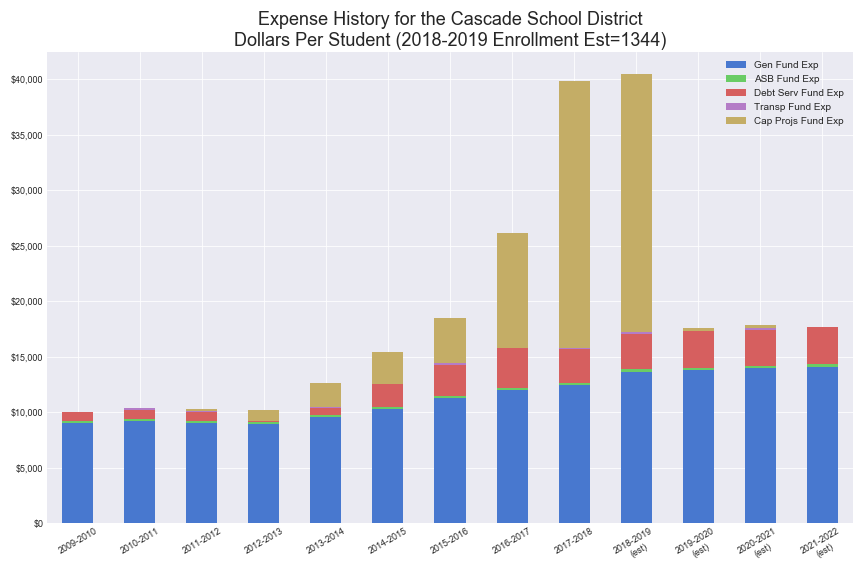 Expense History for the Cascade School District
Dollars Per Student (2018-2019 Enrollment Est=1344)
Gen Fund Exp
ASB Fund Exp
Debt Serv Fund Exp
Transp Fund Exp
Cap Projs Fund Exp
$40,000
$35,000
$30,000
$25,000
$20,000
$15,000
$10,000
$5,000
$0
2009-2010
2010-2011
2011-2012
2012-2013
2013-2014
2014-2015
2015-2016
2016-2017
2017-2018
2018-2019
(est)
2019-2020
(est)
2020-2021
(est)
2021-2022
(est)